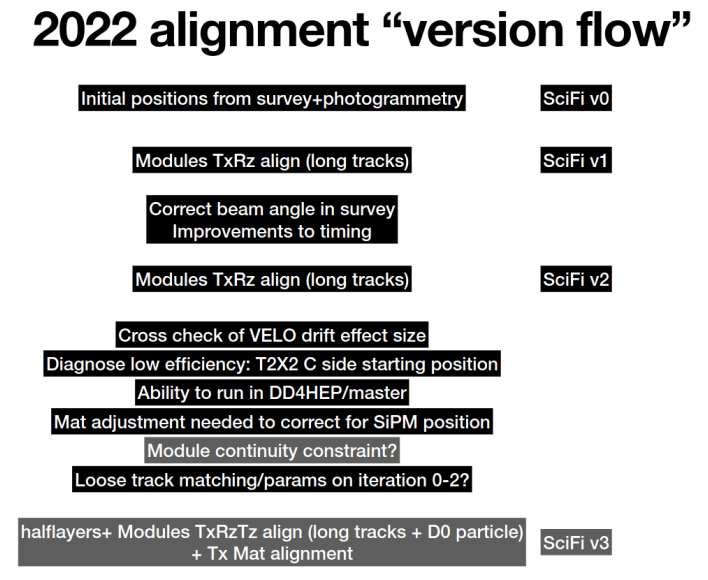 2022 alignment “version flow”
Initial positions from survey+photogrammetry
SciFi v0
Modules TxRz align (long tracks)
SciFi v1
Correct beam angle in survey
Improvements to timing
Modules TxRz align (long tracks)
SciFi v2
Cross check of VELO drift effect size
Diagnose low efficiency: T2X2 C side starting position
Ability to run in DD4HEP/master
Mat adjustment needed to correct for SiPM position
Module continuity constraint?
Loose track matching/params on iteration 0-2?
halflayers+ Modules TxRzTz align (long tracks + D0 particle)
+ Tx Mat alignment
SciFi v3